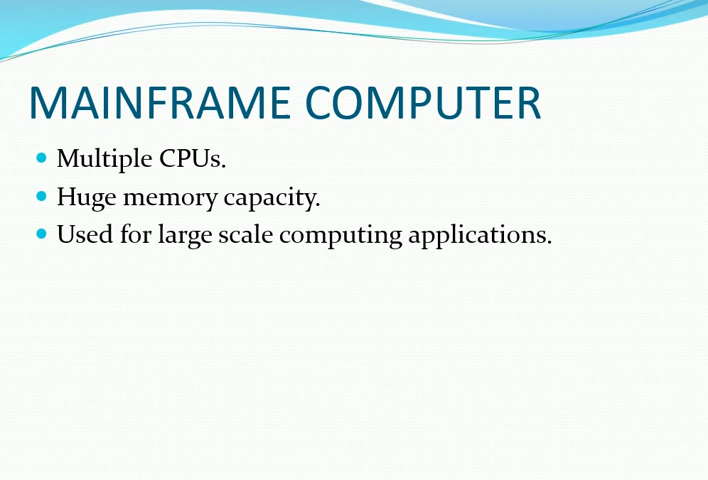 MAINFRAME COMPUTER
• Multiple CPUs.
• Huge memory capacity.
• Used for large scale computing applications.